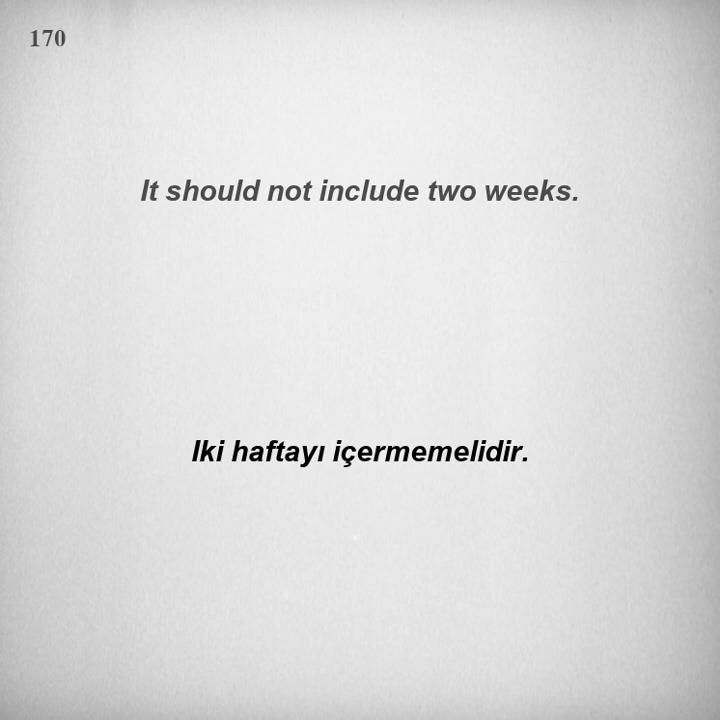 170
It should not include two weeks.
Iki haftayı içermemelidir.